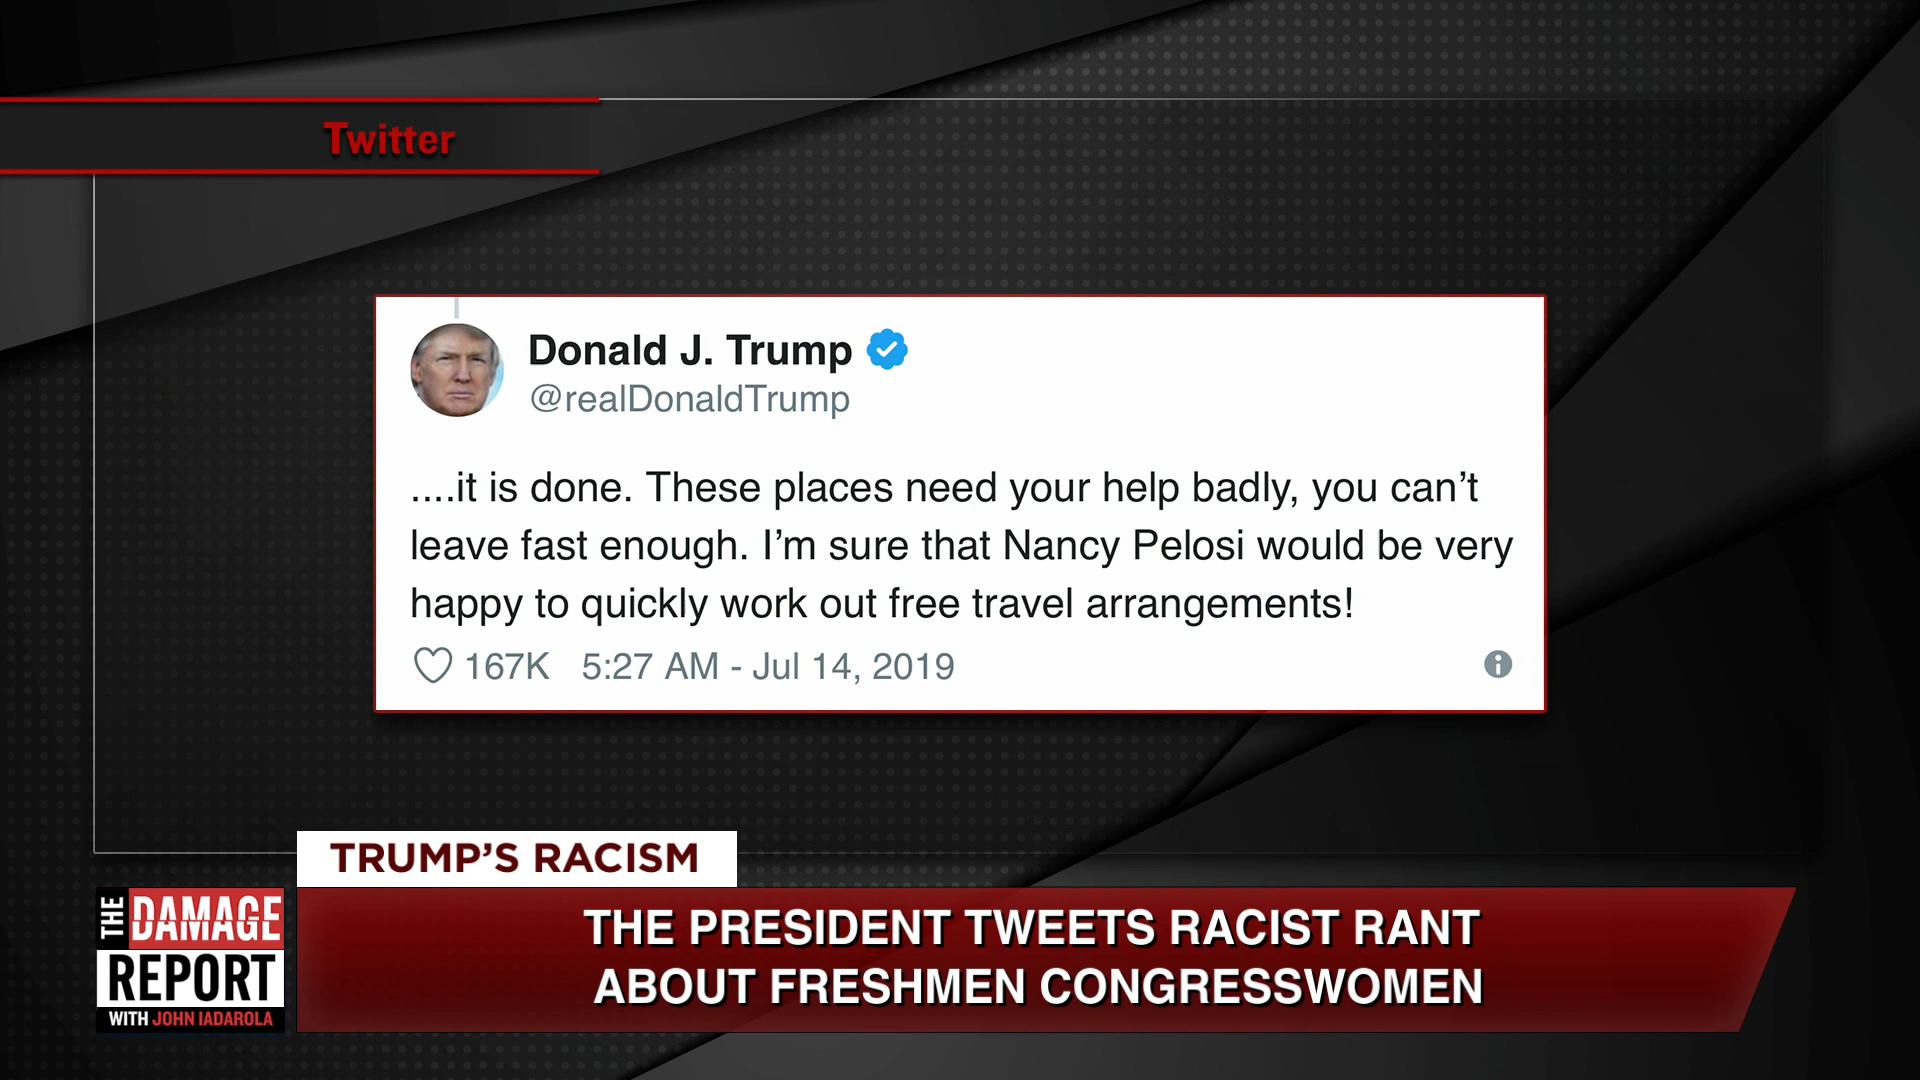 Twitter
Donald J. Trump
@realDonaldTrump
....it is done. These places need your help badly, you can’t
leave fast enough. I’m sure that Nancy Pelosi would be very
happy to quickly work out free travel arrangements!
167K 5:27 AM - Jul 14, 2019
TRUMP’S RACISM
THE PRESIDENT TWEETS RACIST RANT
ABOUT FRESHMEN CONGRESSWOMEN
THE DAMAGE
REPORT
WITH JOHN IADAROLA